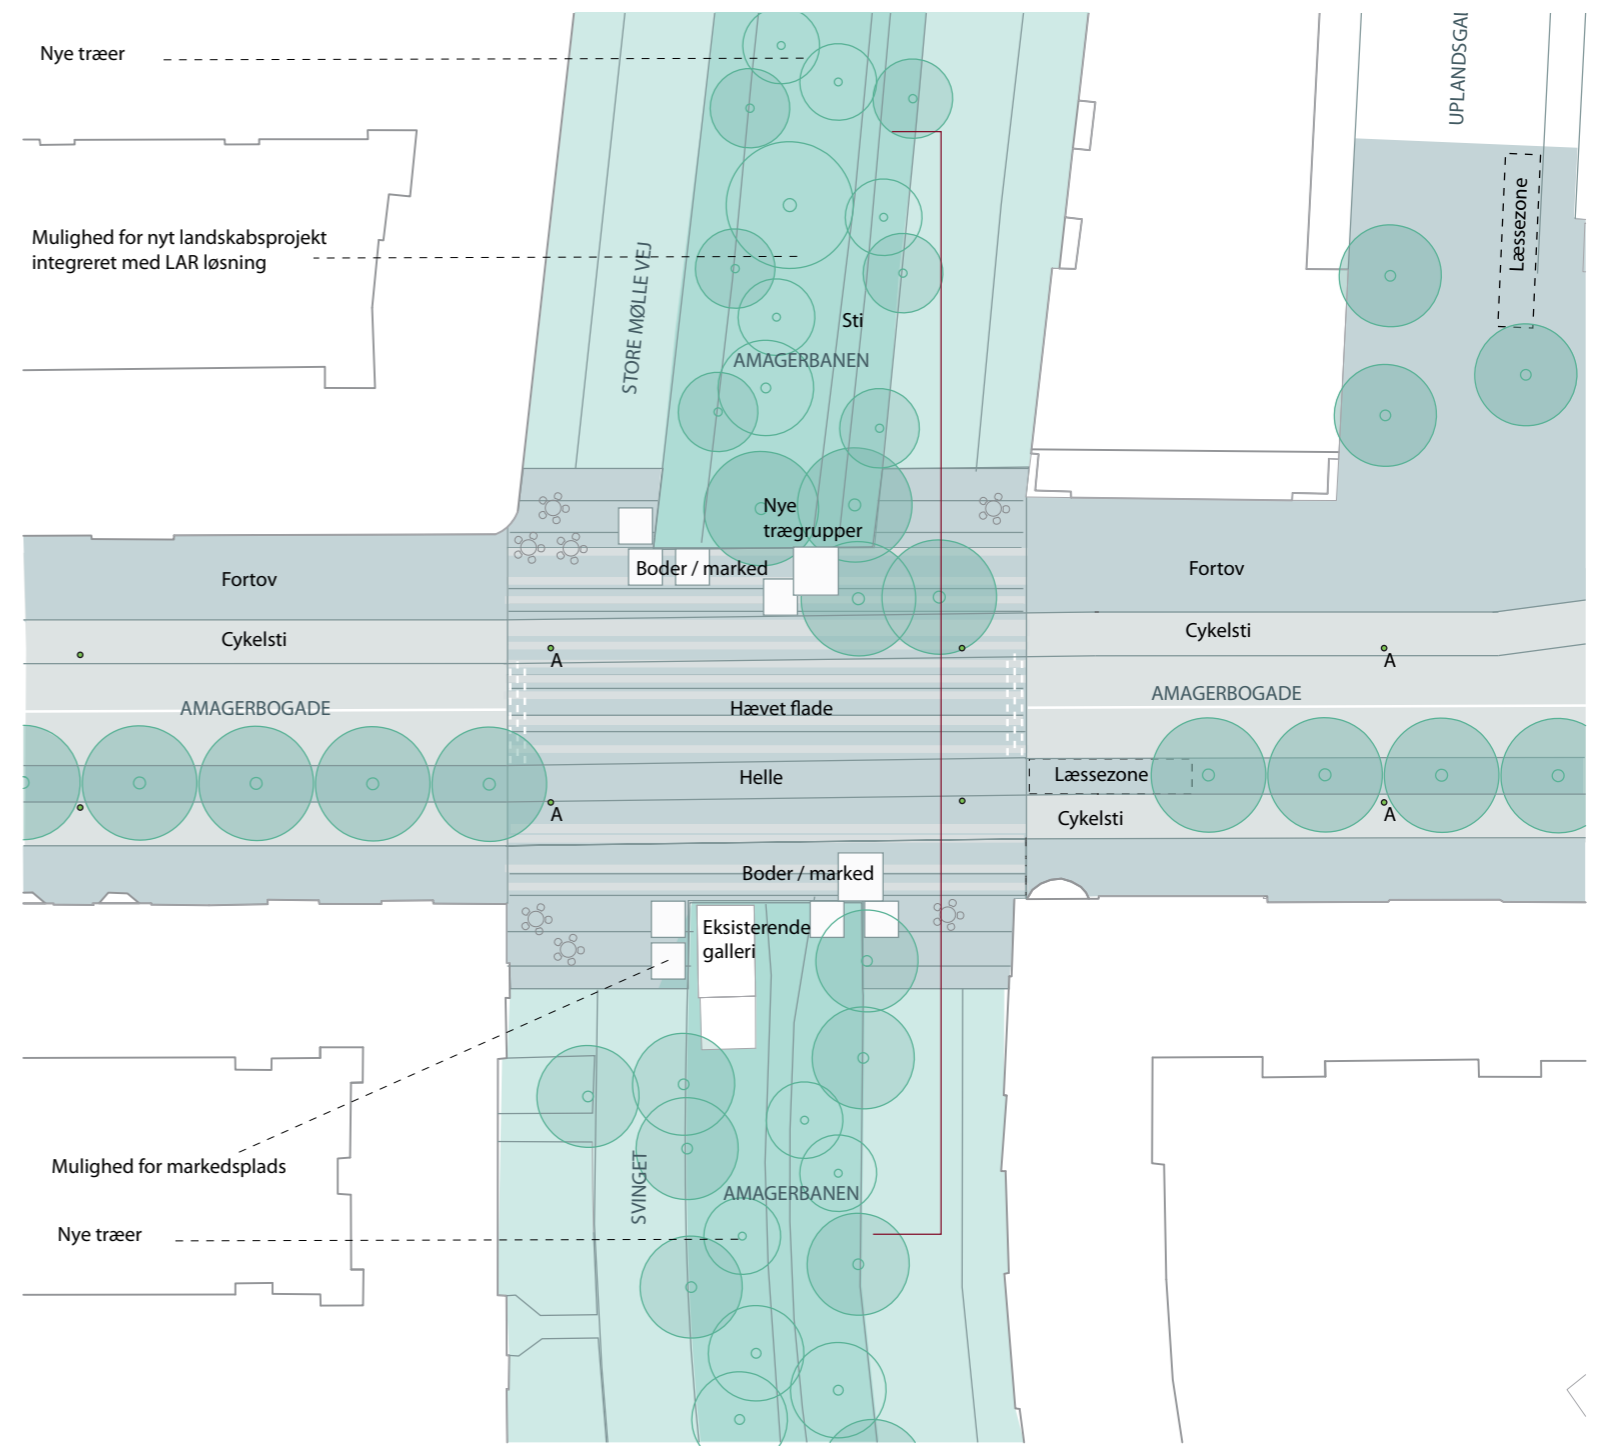 Nye træer
UPLANDSGA
Læssezone
Mulighed for nyt landskabsprojekt
integreret med LAR løsning
STORE MØLLE VEJ
Sti
AMAGERBANEN
Nye
trægrupper
Boder / marked
Fortov
Fortov
Cykelsti
Cykelsti
A
A
AMAGERBOGADE
AMAGERBOGADE
Hævet flade
Helle
Læssezone
A
A
Cykelsti
Boder / marked
Eksisterende
galleri
Mulighed for markedsplads
SVINGET
AMAGERBANEN
Nye træer